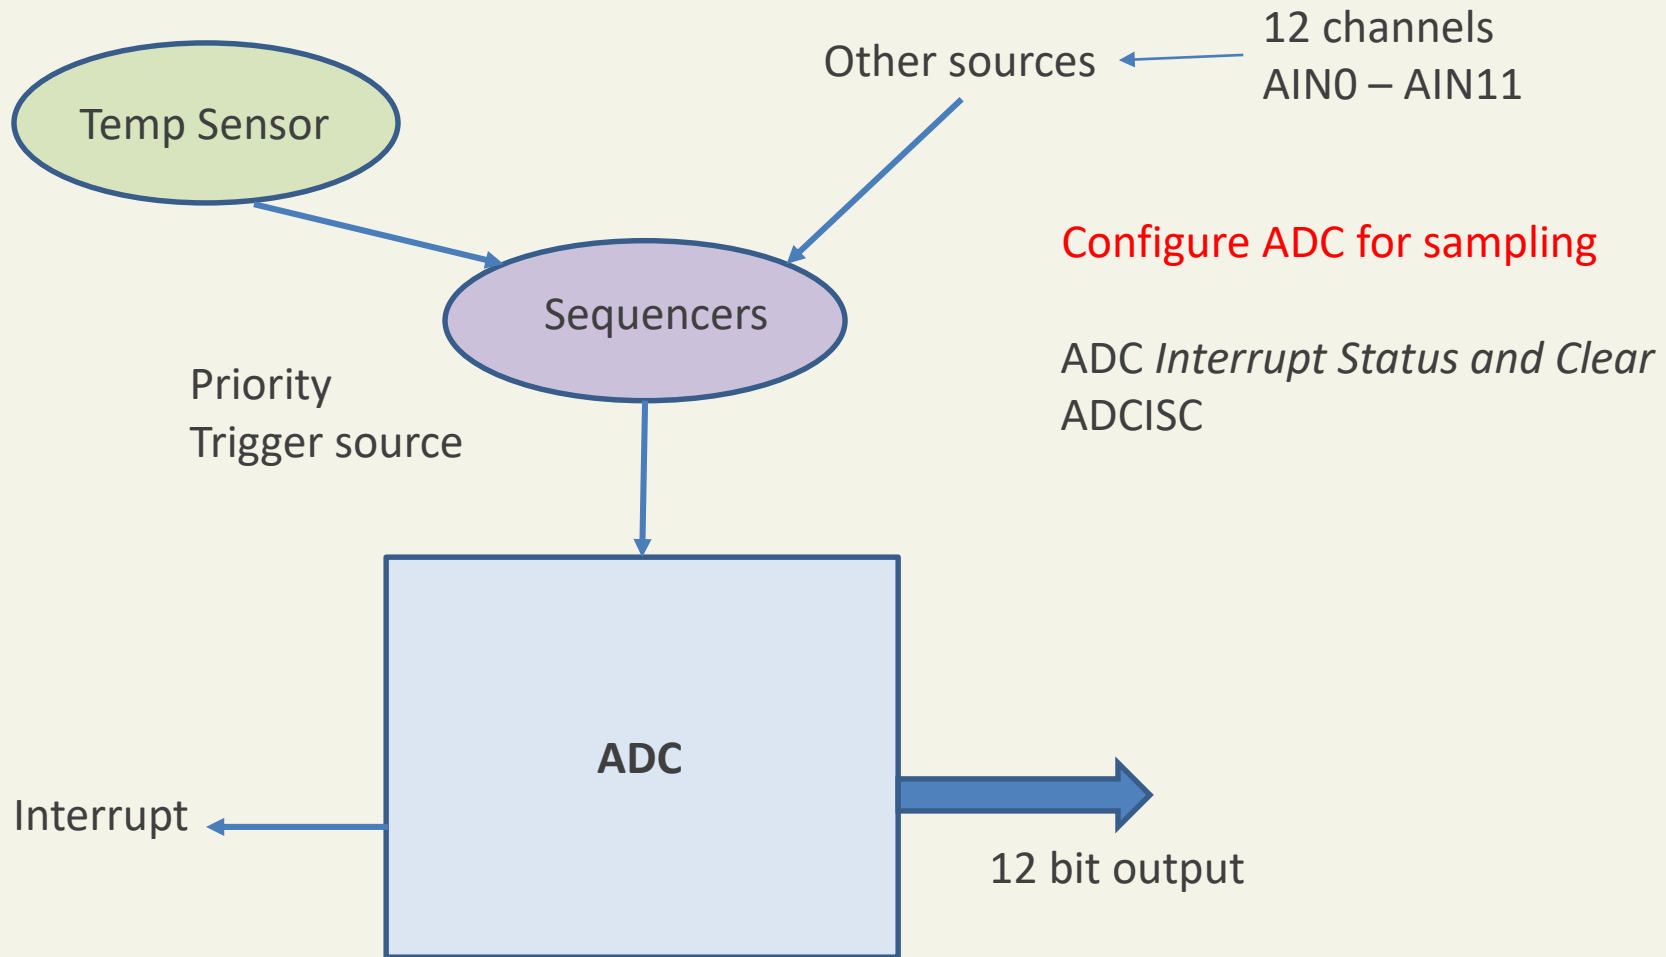 12 channels
AIN0 – AIN11
Other sources
Temp Sensor
Configure ADC for sampling
Sequencers
ADC Interrupt Status and Clear
ADCISC
Priority
Trigger source
ADC
Interrupt
12 bit output